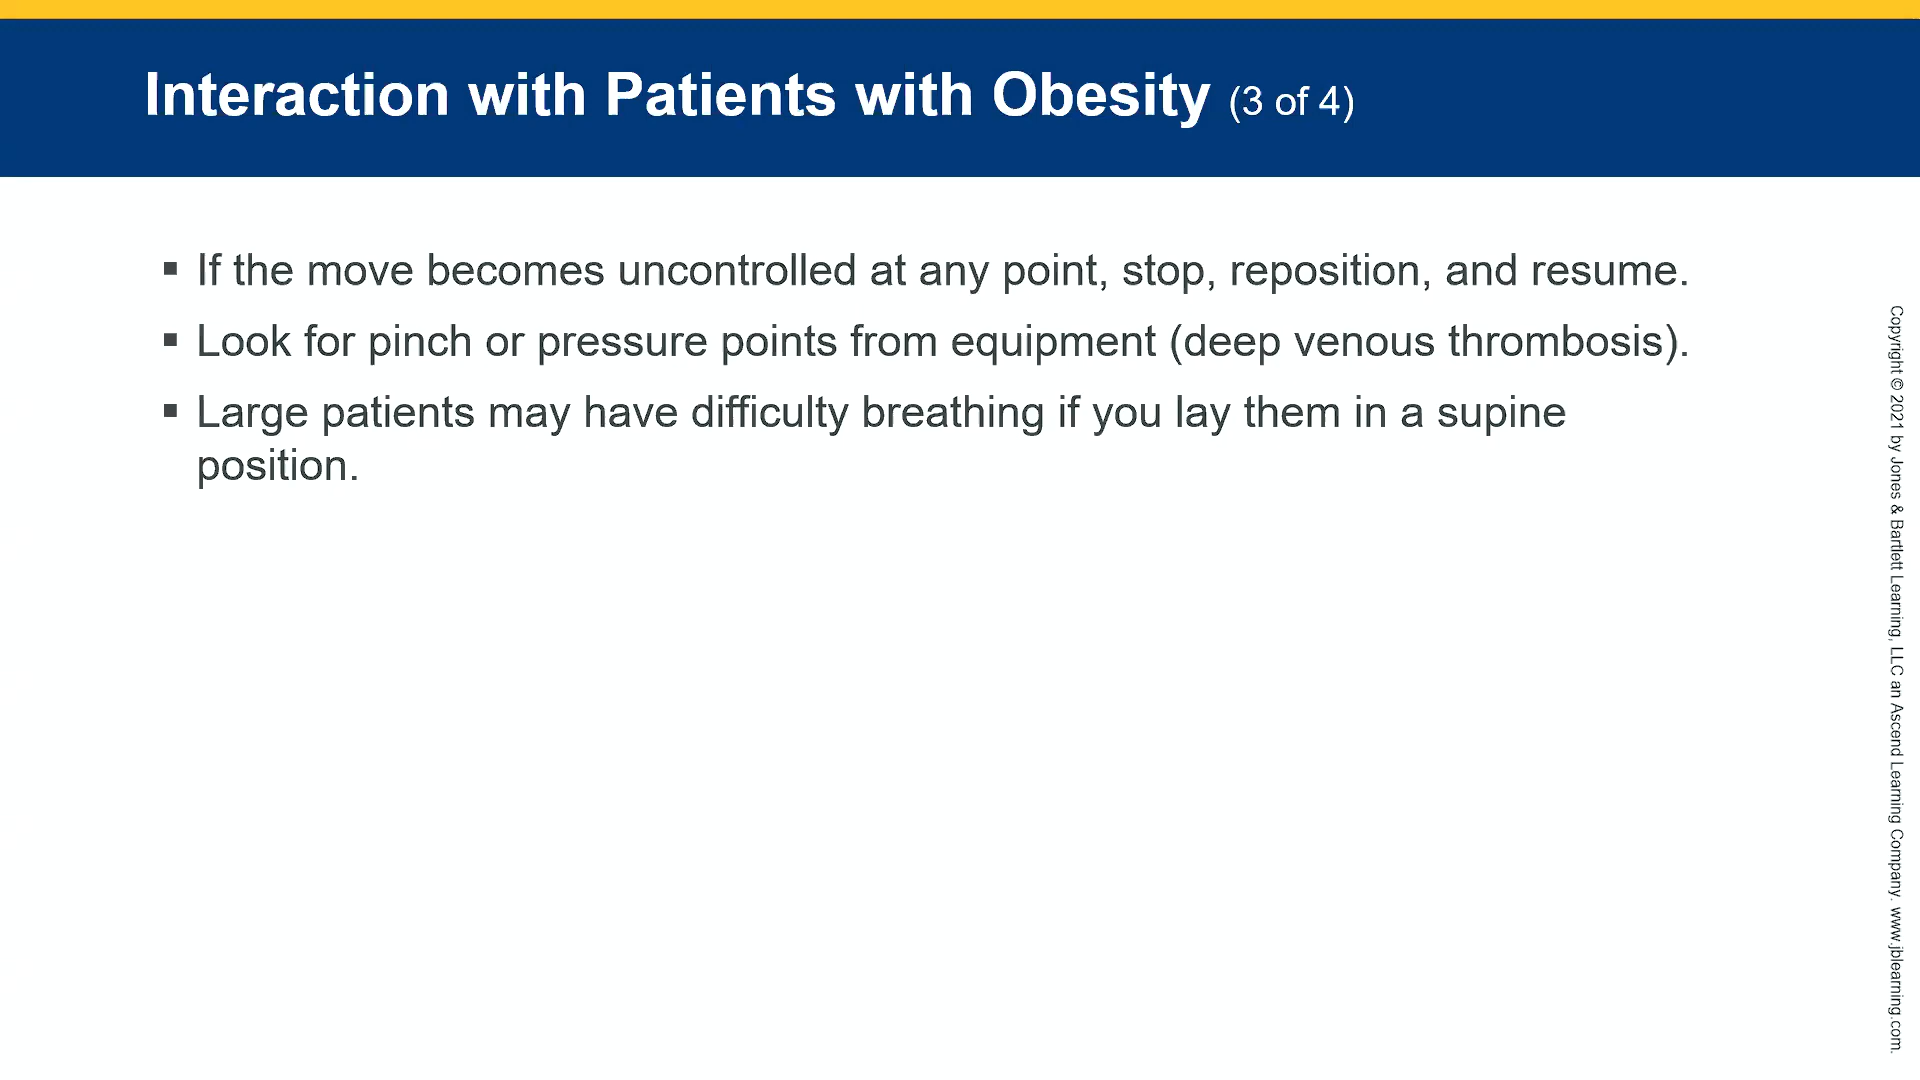 Interaction with Patients with Obesity (3 of 4)
▪ If the move becomes uncontrolled at any point, stop, reposition, and resume.
▪ Look for pinch or pressure points from equipment (deep venous thrombosis).
▪ Large patients may have difficulty breathing if you lay them in a supine
position.
Copyright © 2021 by Jones & Bartlett Learning, LLC an Ascend Learning Company. www.jblearning.com.